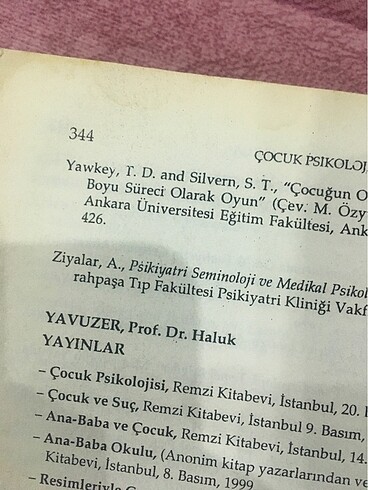 344
ÇOCUK PSIKOLOJ
Yawkey, T. D. and Silvern, S. T., "Çocuğun O
Boyu Süreci Olarak Oyun" (Çev. M. Özy
Ankara Üniversitesi Eğitim Fakültesi, Ank
426.
Ziyalar, A., Psikiyatri Seminoloji ve Medikal Psikol
rahpaşa Tıp Fakültesi Psikiyatri Kliniği Vakf
YAVUZER, Prof. Dr. Haluk
YAYINLAR
– Çocuk Psikolojisi, Remzi Kitabevi, İstanbul, 20.
– Çocuk ve Suç, Remzi Kitabevi, İstanbul 9. Basım,
– Ana-Baba ve Çocuk, Remzi Kitabevi, İstanbul, 14.
– Ana-Baba Okulu, (Anonim kitap yazarlarından ve
Kitabevi, İstanbul, 8. Basım, 1999
– Resimleriyle